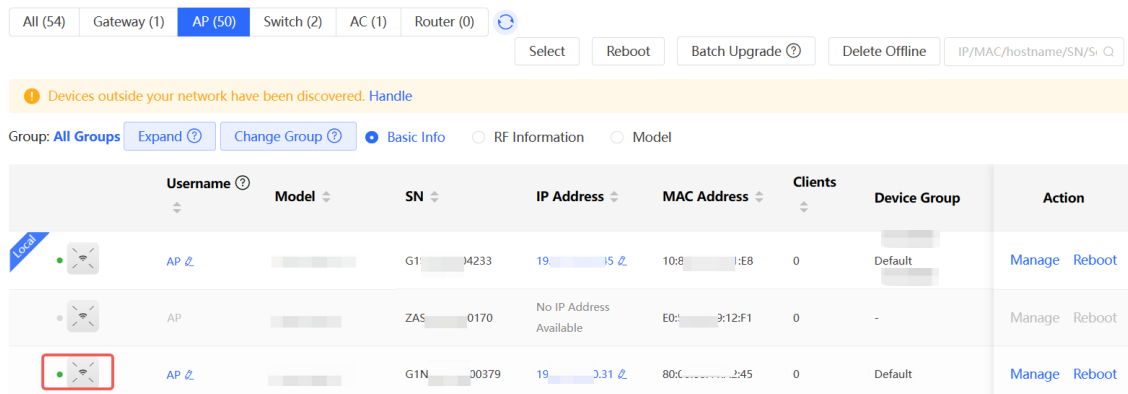 All (54) Gateway (1) AP (50) Switch (2) AC (1) Router (0)
Select Reboot Batch Upgrade ? Delete Offline IP/MAC/hostname/SN/S
! Devices outside your network have been discovered. Handle
Group: All Groups Expand ? Change Group ? Basic Info RF Information Model
Username ? Model SN IP Address MAC Address Clients Device Group Action
Local AP G1 04233 19. 45 10:8 :E8 0 Default Manage Reboot
AP ZAS 0170 No IP Address E0: 9:12:F1 0 - Manage Reboot
Available
AP G1N 00379 19 0.31 80: 2:45 0 Default Manage Reboot